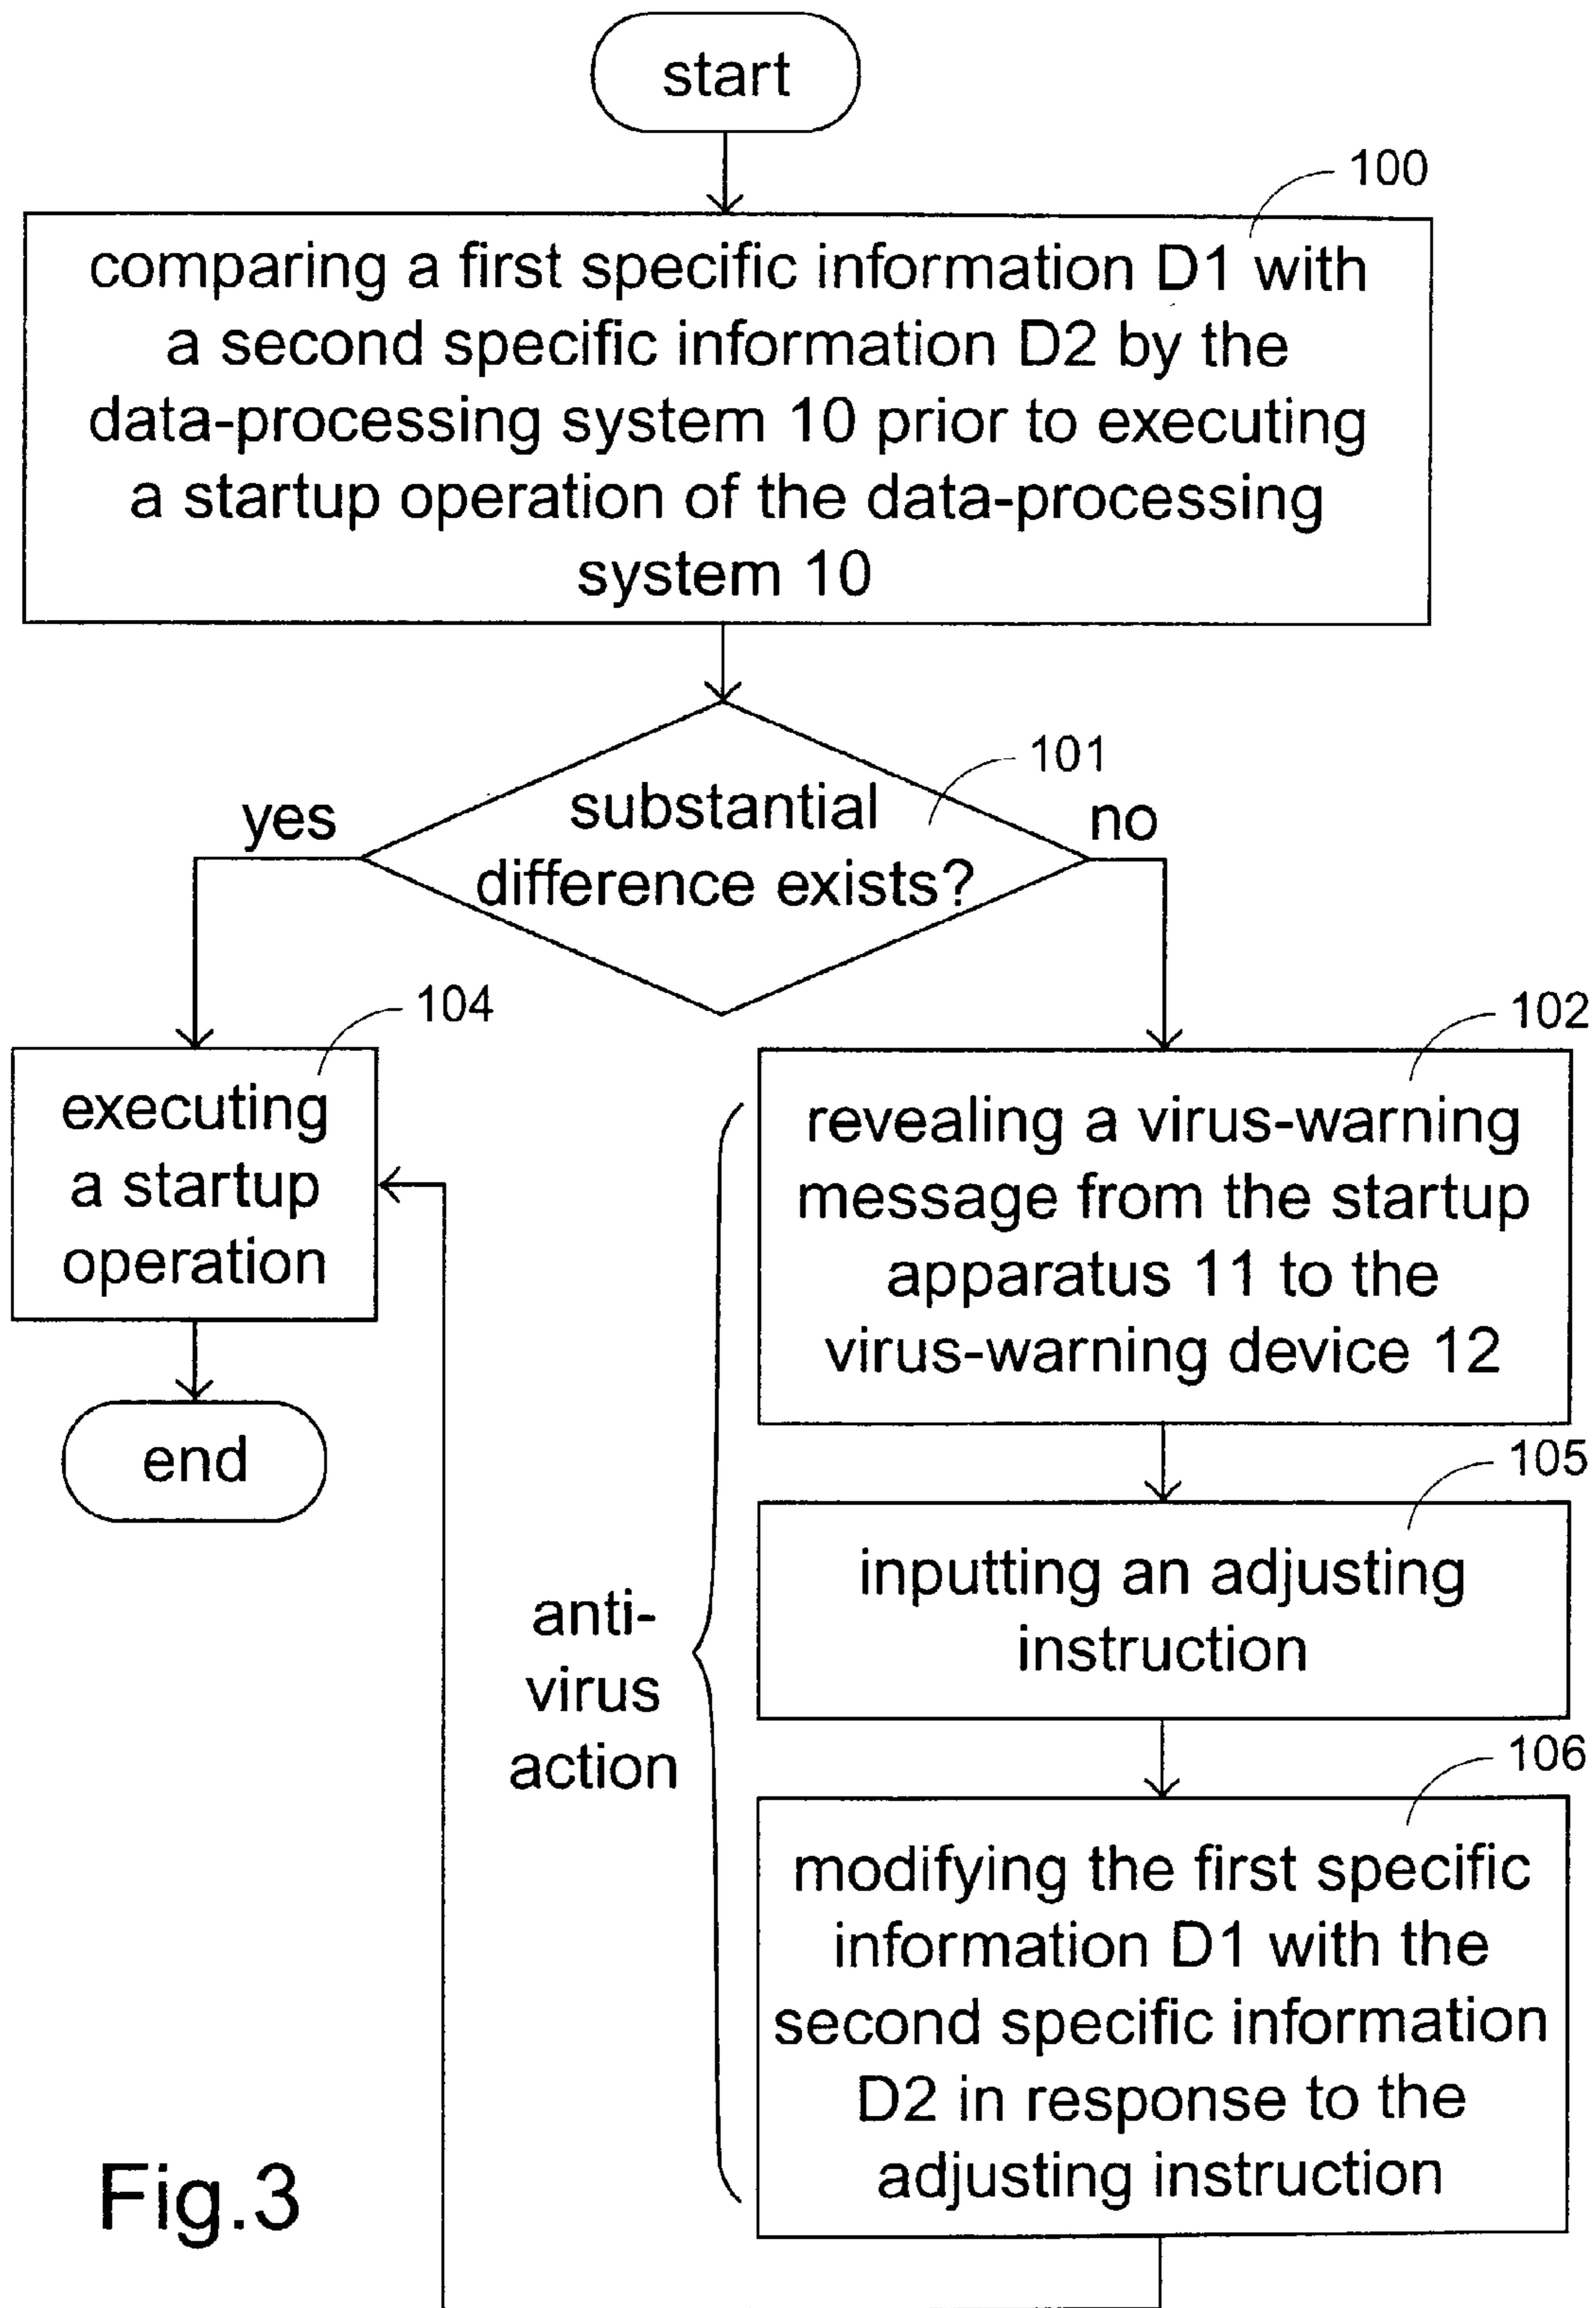 start
100
comparing a first specific information D1 with
a second specific information D2 by the
data-processing system 10 prior to executing
a startup operation of the data-processing
system 10
101
yes
substantial
difference exists?
no
104
executing
a startup
operation
end
102
revealing a virus-warning
message from the startup
apparatus 11 to the
virus-warning device 12
105
inputting an adjusting
instruction
anti-
virus
action
106
modifying the first specific
information D1 with the
second specific information
D2 in response to the
adjusting instruction
Fig.3